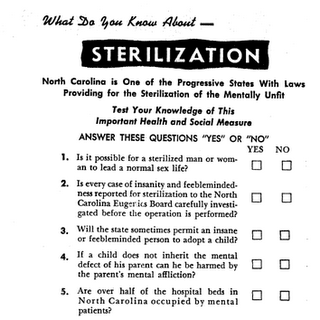 What Do You Know About —
STERILIZATION
North Carolina is One of the Progressive States With Laws
Providing for the Sterilization of the Mentally Unfit
Test Your Knowledge of This
Important Health and Social Measure
ANSWER THESE QUESTIONS "YES" OR "NO"
YES NO
1. Is it possible for a sterilized man or wom-
an to lead a normal sex life?
2. Is every case of insanity and feebleminded-
ness reported for sterilization to the North
Carolina Eugenics Board carefully investi-
gated before the operation is performed?
3. Will the state sometimes permit an insane
or feebleminded person to adopt a child?
4. If a child does not inherit the mental
defect of his parent can he be harmed by
the parent's mental affliction?
5. Are over half of the hospital beds in
North Carolina occupied by mental
patients?